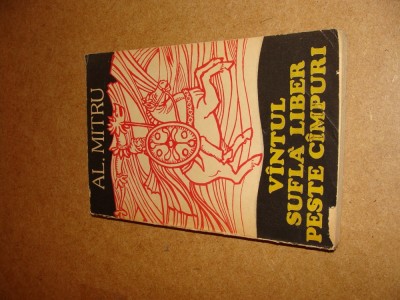 AL. MITRU
VÎNTUL
SUFLĂ LIBER
PESTE CÎMPURI